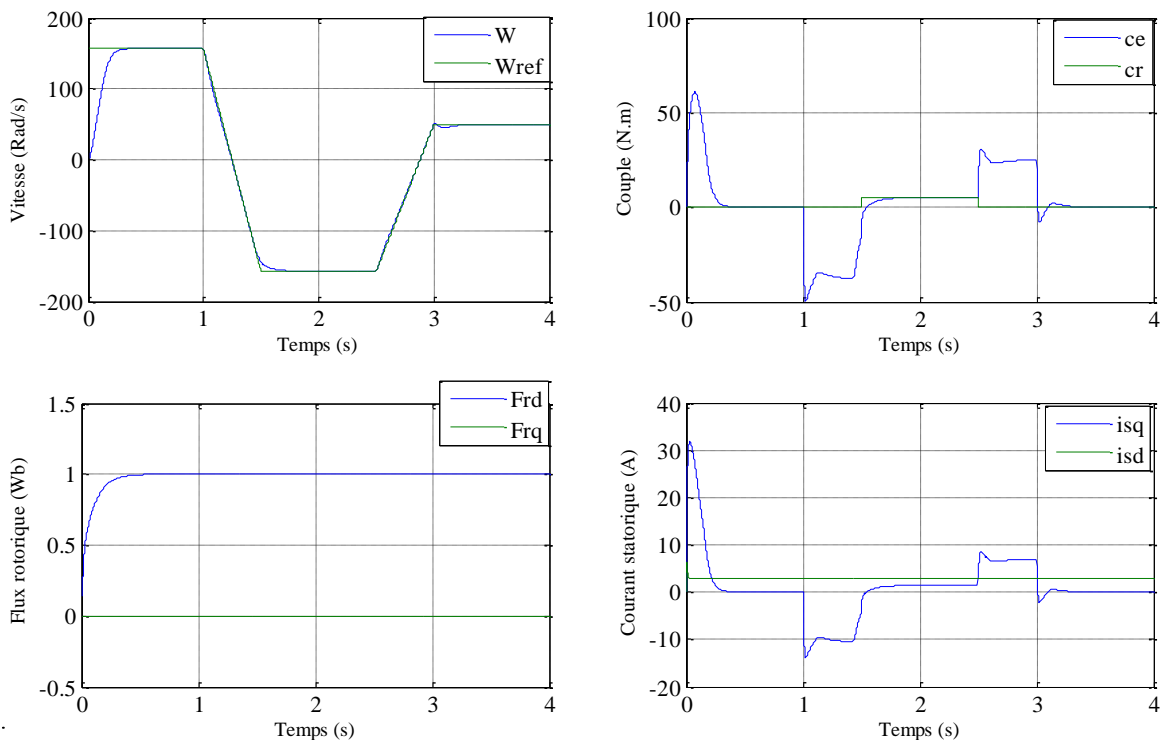 200
100
0
-100
-200
Vitesse (Rad/s)
W
Wref
0 1 2 3 4
Temps (s)
100
50
0
-50
Couple (N.m)
ce
cr
0 1 2 3 4
Temps (s)
1.5
1
0.5
0
-0.5
Flux rotorique (Wb)
Frd
Frq
0 1 2 3 4
Temps (s)
40
30
20
10
0
-10
-20
Courant statorique (A)
isq
isd
0 1 2 3 4
Temps (s)
.